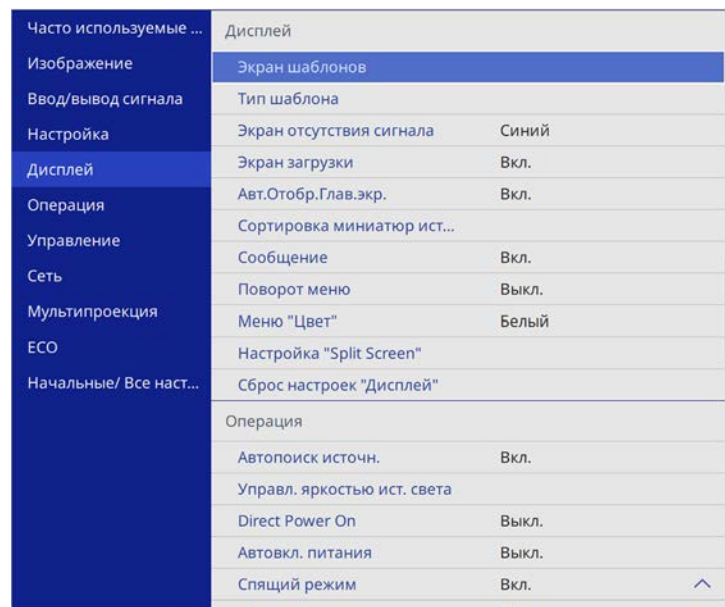 Часто используемые ...
Изображение
Ввод/вывод сигнала
Настройка
Дисплей
Операция
Управление
Сеть
Мультипроекция
ECO
Начальные/ Все наст...
Дисплей
Экран шаблонов
Тип шаблона
Экран отсутствия сигнала Синий
Экран загрузки Вкл.
Авт.Отобр.Глав.экр. Вкл.
Сортировка миниатюр ист...
Сообщение Вкл.
Поворот меню Выкл.
Меню "Цвет" Белый
Настройка "Split Screen"
Сброс настроек "Дисплей"
Операция
Автопоиск источн. Вкл.
Управл. яркостью ист. света
Direct Power On Выкл.
Автовкл. питания Выкл.
Спящий режим Вкл.